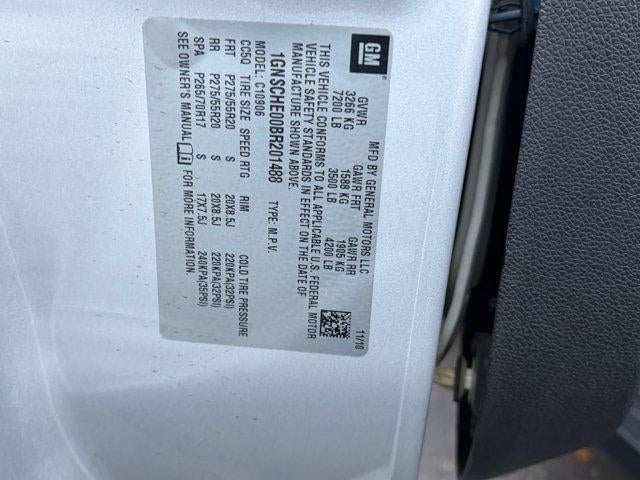 GM
MFD BY GENERAL MOTORS LLC
11/10
GVWR GAWR FRT GAWR RR
3266 KG 1588 KG 1905 KG
7200 LB 3500 LB 4200 LB
THIS VEHICLE CONFORMS TO ALL APPLICABLE U.S. FEDERAL MOTOR
VEHICLE SAFETY STANDARDS IN EFFECT ON THE DATE OF
MANUFACTURE SHOWN ABOVE.
1GNSCHE00BR201488 TYPE: M.P.V.
MODEL: C10906
CC5Q TIRE SIZE SPEED RTG RIM COLD TIRE PRESSURE
FRT P275/55R20 S 20X8.5J 220KPA(32PSI)
RR P275/55R20 S 20X8.5J 220KPA(32PSI)
SPA P265/70R17 S 17X7.5J 240KPA(35PSI)
SEE OWNER'S MANUAL FOR MORE INFORMATION.